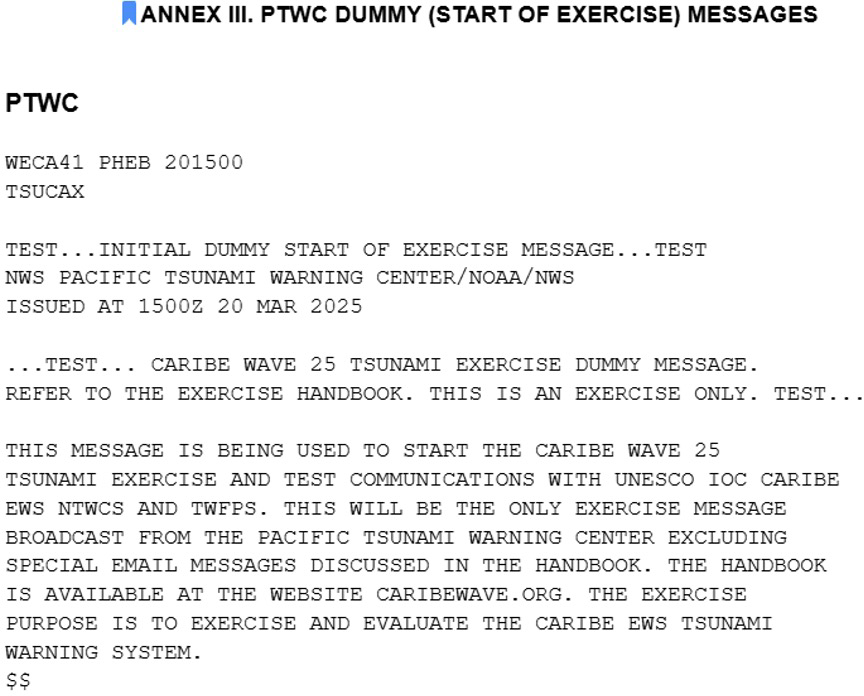 ANNEX III. PTWC DUMMY (START OF EXERCISE) MESSAGES
PTWC
WECA41 PHEB 201500
TSUCAX
TEST...INITIAL DUMMY START OF EXERCISE MESSAGE...TEST
NWS PACIFIC TSUNAMI WARNING CENTER/NOAA/NWS
ISSUED AT 1500Z 20 MAR 2025
...TEST... CARIBE WAVE 25 TSUNAMI EXERCISE DUMMY MESSAGE.
REFER TO THE EXERCISE HANDBOOK. THIS IS AN EXERCISE ONLY. TEST...
THIS MESSAGE IS BEING USED TO START THE CARIBE WAVE 25
TSUNAMI EXERCISE AND TEST COMMUNICATIONS WITH UNESCO IOC CARIBE
EWS NTWCS AND TWFPS. THIS WILL BE THE ONLY EXERCISE MESSAGE
BROADCAST FROM THE PACIFIC TSUNAMI WARNING CENTER EXCLUDING
SPECIAL EMAIL MESSAGES DISCUSSED IN THE HANDBOOK. THE HANDBOOK
IS AVAILABLE AT THE WEBSITE CARIBEWAVE.ORG. THE EXERCISE
PURPOSE IS TO EXERCISE AND EVALUATE THE CARIBE EWS TSUNAMI
WARNING SYSTEM.
$$